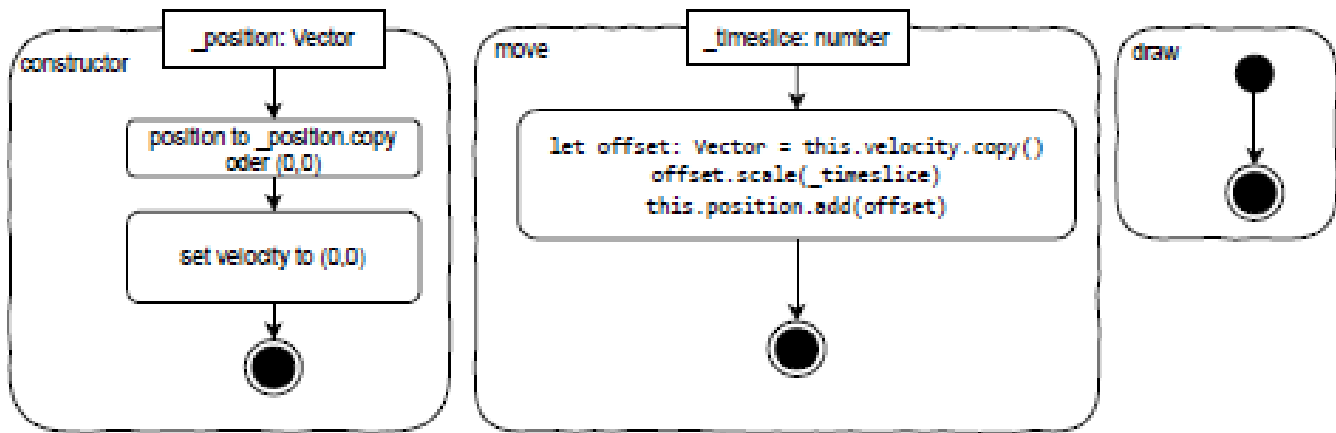 _position: Vector
constructor
position to _position.copy
oder (0,0)
set velocity to (0,0)
_timeslice: number
move
let offset: Vector = this.velocity.copy()
offset.scale(_timeslice)
this.position.add(offset)
draw